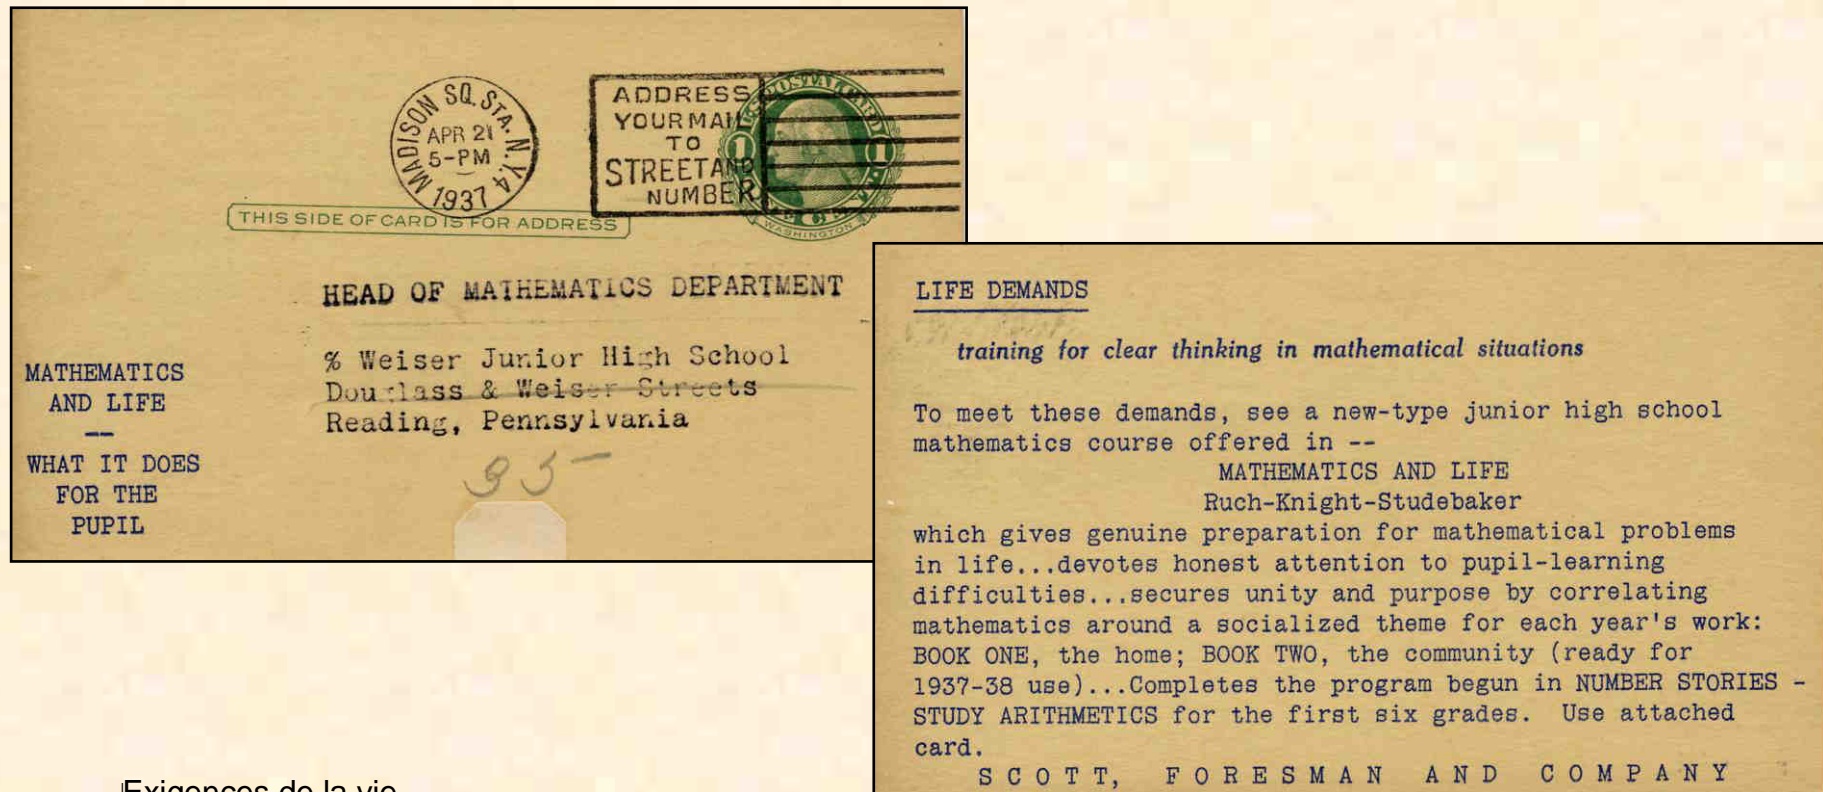 MADISON SQ. STA. N.Y.
APR 21
5-PM
1937
ADDRESS
YOUR MAIL
TO
STREET AND
NUMBER
1 1
WASHINGTON
THIS SIDE OF CARD IS FOR ADDRESS
HEAD OF MATHEMATICS DEPARTMENT
% Weiser Junior High School
Douglass & Weiser Streets
Reading, Pennsylvania
35-
MATHEMATICS
AND LIFE
—
WHAT IT DOES
FOR THE
PUPIL
LIFE DEMANDS
training for clear thinking in mathematical situations
To meet these demands, see a new-type junior high school
mathematics course offered in --
MATHEMATICS AND LIFE
Ruch-Knight-Studebaker
which gives genuine preparation for mathematical problems
in life...devotes honest attention to pupil-learning
difficulties...secures unity and purpose by correlating
mathematics around a socialized theme for each year's work:
BOOK ONE, the home; BOOK TWO, the community (ready for
1937-38 use)...Completes the program begun in NUMBER STORIES -
STUDY ARITHMETICS for the first six grades. Use attached
card.
SCOTT, FORESMAN AND COMPANY
Exigences de la vie